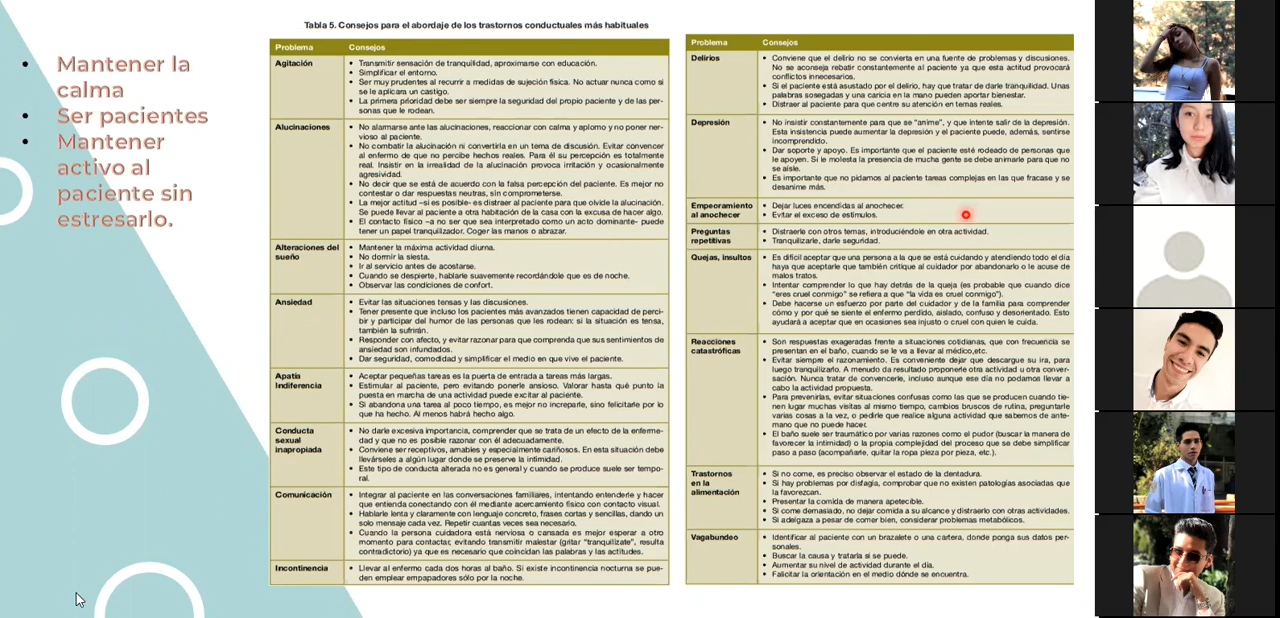 Tabla 5. Consejos para el abordaje de los trastornos conductuales más habituales
• Mantener la
calma
• Ser pacientes
• Mantener
activo al
paciente sin
estresarlo.
Problema Consejos
Agitación
• Transmitir sensación de tranquilidad, aproximarse con educación.
• Simplificar el entorno.
• Ser muy prudentes al recurrir a medidas de sujeción física. No actuar nunca como si
se le aplicara un castigo.
• La primera prioridad debe ser siempre la seguridad del propio paciente y de las per-
sonas que le rodean.
Alucinaciones
• No alarmarse ante las alucinaciones, reaccionar con calma y aplomo y no poner ner-
vioso al paciente.
• No combatir la alucinación ni convertirla en un tema de discusión. Evitar convencer
al enfermo de que no percibe hechos reales. Para él su percepción es totalmente
real. Insistir en la irrealidad de la alucinación provoca irritación y ocasionalmente
agresividad.
• No decir que se está de acuerdo con la falsa percepción del paciente. Es mejor no
contestar o dar respuestas neutras, sin comprometerse.
• La mejor actitud –si es posible- es distraer al paciente para que olvide la alucinación.
Se puede llevar al paciente a otra habitación de la casa con la excusa de hacer algo.
• El contacto físico –a no ser que sea interpretado como un acto dominante- puede
tener un papel tranquilizador. Coger las manos o abrazar.
Alteraciones del
sueño
• Mantener la máxima actividad diurna.
• No dormir la siesta.
• Ir al servicio antes de acostarse.
• Cuando se despierte, hablarle suavemente recordándole que es de noche.
• Observar las condiciones de confort.
Ansiedad
• Evitar las situaciones tensas y las discusiones.
• Tener presente que incluso los pacientes más avanzados tienen capacidad de perci-
bir y participar del humor de las personas que les rodean: si la situación es tensa,
también la sufrirán.
• Responder con afecto, y evitar razonar para que comprenda que sus sentimientos de
ansiedad son infundados.
• Dar seguridad, comodidad y simplificar el medio en que vive el paciente.
Apatía
Indiferencia
• Aceptar pequeñas tareas es la puerta de entrada a tareas más largas.
• Estimular al paciente, pero evitando ponerle ansioso. Valorar hasta qué punto la
puesta en marcha de una actividad puede excitar al paciente.
• Si abandona una tarea al poco tiempo, es mejor no increparle, sino felicitarle por lo
que ha hecho. Al menos habrá hecho algo.
Conducta
sexual
inapropiada
• No darle excesiva importancia, comprender que se trata de un efecto de la enferme-
dad y que no es posible razonar con él adecuadamente.
• Conviene ser receptivos, amables y especialmente cariñosos. En esta situación debe
llevárseles a algún lugar donde se preserve la intimidad.
• Este tipo de conducta alterada no es general y cuando se produce suele ser tempo-
ral.
Comunicación
• Integrar al paciente en las conversaciones familiares, intentando entenderle y hacer
que entienda conectando con él mediante acercamiento físico con contacto visual.
• Hablarle lenta y claramente con lenguaje concreto, frases cortas y sencillas, dando un
solo mensaje cada vez. Repetir cuantas veces sea necesario.
• Cuando la persona cuidadora está nerviosa o cansada es mejor esperar a otro
momento para contactar, evitando transmitir malestar (gritar “tranquilízate”, resulta
contradictorio) ya que es necesario que coincidan las palabras y las actitudes.
Incontinencia
• Llevar al enfermo cada dos horas al baño. Si existe incontinencia nocturna se pue-
den emplear empapadores sólo por la noche.
Problema Consejos
Delirios
• Conviene que el delirio no se convierta en una fuente de problemas y discusiones.
No se aconseja rebatir constantemente al paciente ya que esta actitud provocará
conflictos innecesarios.
• Si el paciente está asustado por el delirio, hay que tratar de darle tranquilidad. Unas
palabras sosegadas y una caricia en la mano pueden aportar bienestar.
• Distraer al paciente para que centre su atención en temas reales.
Depresión
• No insistir constantemente para que se “anime”, y que intente salir de la depresión.
Esta insistencia puede aumentar la depresión y el paciente puede, además, sentirse
incomprendido.
• Dar soporte y apoyo. Es importante que el paciente esté rodeado de personas que
le apoyen. Si le molesta la presencia de mucha gente se debe animarle para que no
se aisle.
• Es importante que no pidamos al paciente tareas complejas en las que fracase y se
desanime más.
Empeoramiento
al anochecer
• Dejar luces encendidas al anochecer.
• Evitar el exceso de estímulos.
Preguntas
repetitivas
• Distraerle con otros temas, introduciéndole en otra actividad.
• Tranquilizarle, darle seguridad.
Quejas, insultos
• Es difícil aceptar que una persona a la que se está cuidando y atendiendo todo el día
haya que aceptarle que también critique al cuidador por abandonarlo o le acuse de
malos tratos.
• Intentar comprender lo que hay detrás de la queja (es probable que cuando dice
“eres cruel conmigo” se refiera a que “la vida es cruel conmigo”).
• Debe hacerse un esfuerzo por parte del cuidador y de la familia para comprender
cómo y por qué se siente el enfermo perdido, aislado, confuso y desorientado. Esto
ayudará a aceptar que en ocasiones sea injusto o cruel con quien le cuida.
Reacciones
catastróficas
• Son respuestas exageradas frente a situaciones cotidianas, que con frecuencia se
presentan en el baño, cuando se le va a llevar al médico,etc.
• Evitar siempre el razonamiento. Es conveniente dejar que descargue su ira, para
luego tranquilizarlo. A menudo da resultado proponerle otra actividad u otra conver-
sación. Nunca tratar de convencerle, incluso aunque ese día no podamos llevar a
cabo la actividad propuesta.
• Para prevenirlas, evitar situaciones confusas como las que se producen cuando tie-
nen lugar muchas visitas al mismo tiempo, cambios bruscos de rutina, preguntarle
varias cosas a la vez, o pedirle que realice alguna actividad que sabemos de ante-
mano que no puede hacer.
• El baño suele ser traumático por varias razones como el pudor (buscar la manera de
favorecer la intimidad) o la propia complejidad del proceso que se debe simplificar
paso a paso (acompañarle, quitar la ropa pieza por pieza, etc.).
Trastornos
en la
alimentación
• Si no come, es preciso observar el estado de la dentadura.
• Si hay problemas por disfagia, comprobar que no existen patologías asociadas que
la favorezcan.
• Presentar la comida de manera apetecible.
• Si come demasiado, no dejar comida a su alcance y distraerlo con otras actividades.
• Si adelgaza a pesar de comer bien, considerar problemas metabólicos.
Vagabundeo
• Identificar al paciente con un brazalete o una cartera, donde ponga sus datos per-
sonales.
• Buscar la causa y tratarla si se puede.
• Aumentar su nivel de actividad durante el día.
• Falicitar la orientación en el medio dónde se encuentra.